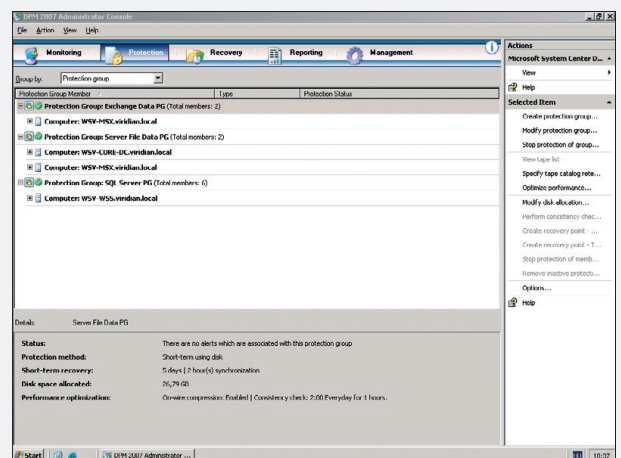 DPM 2007 Administrator Console
File Action View Help
Monitoring Protection Recovery Reporting Management
Group by: Protection group
Protection Group Member Type Protection Status
Protection Group: Exchange Data PG (Total members: 2)
Computer: WSV-MSX.viridian.local
Protection Group: Server File Data PG (Total members: 2)
Computer: WSV-CORE-DC.viridian.local
Computer: WSV-MSX.viridian.local
Protection Group: SQL Server PG (Total members: 6)
Computer: WSV-WSS.viridian.local
Details: Server File Data PG
Status: There are no alerts which are associated with this protection group
Protection method: Short-term using disk
Short-term recovery: 5 days | 2 hour(s) synchronization
Disk space allocated: 26,79 GB
Performance optimization: On-wire compression: Enabled | Consistency check: 2:00 Everyday for 1 hours.
Actions
Microsoft System Center D...
View
Help
Selected Item
Create protection group...
Modify protection group...
Stop protection of group...
View tape list
Specify tape catalog rete...
Optimize performance...
Modify disk allocation...
Perform consistency chec...
Create recovery point - ...
Create recovery point - T...
Stop protection of memb...
Remove inactive protecti...
Options...
Help
Start DPM 2007 Administrator ... 10:37